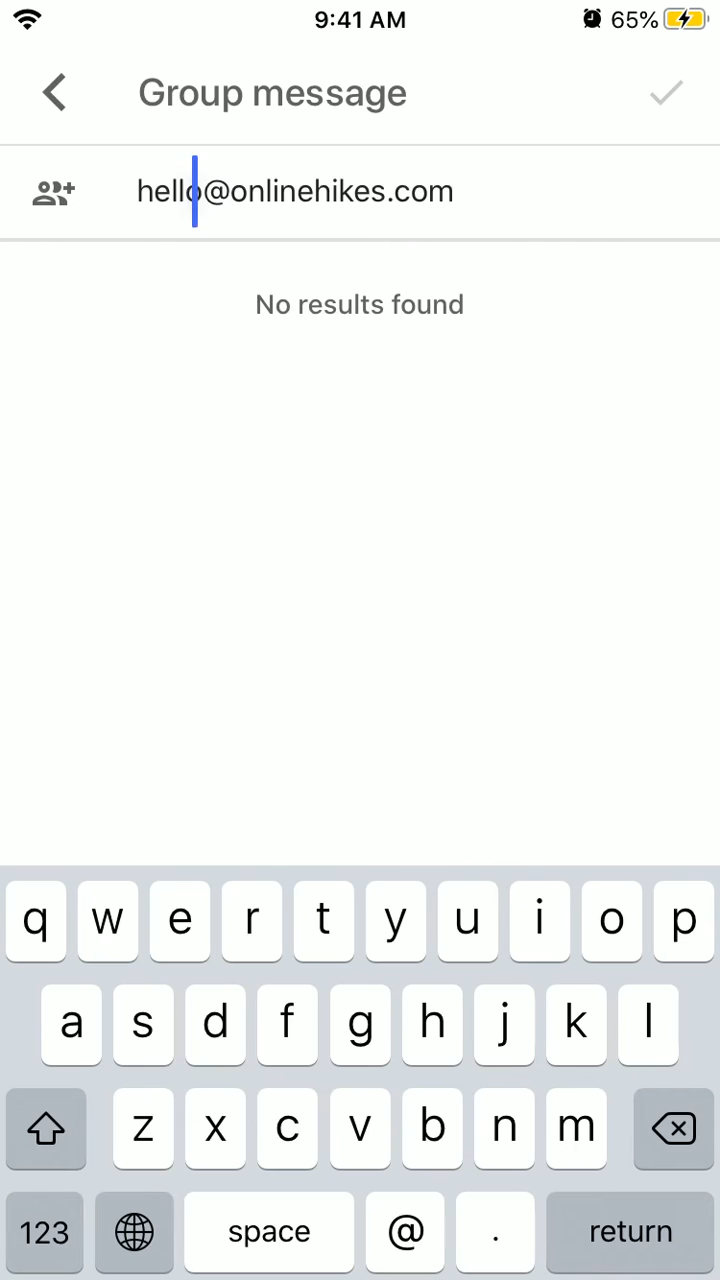 9:41 AM 65%
Group message
hello@onlinehikes.com
No results found
q w e r t y u i o p
a s d f g h j k l
z x c v b n m
123 space @ . return